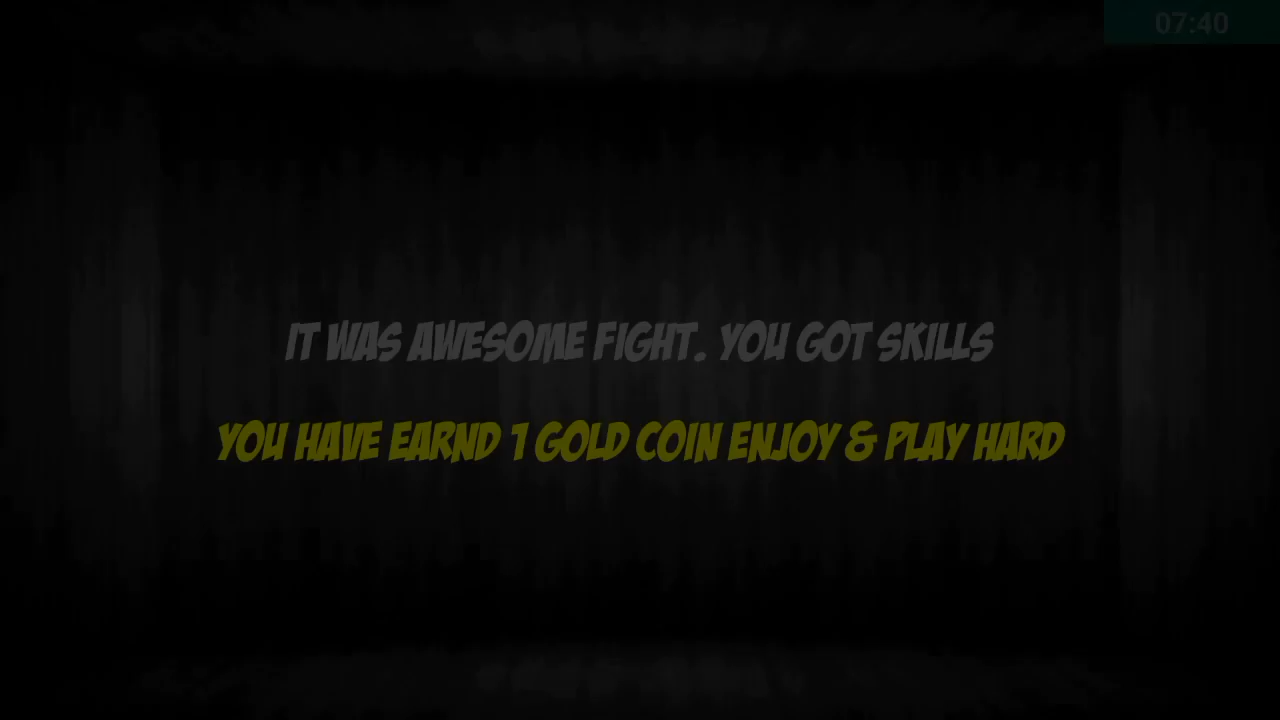 07:40
IT WAS AWESOME FIGHT. YOU GOT SKILLS
YOU HAVE EARND 1 GOLD COIN ENJOY & PLAY HARD